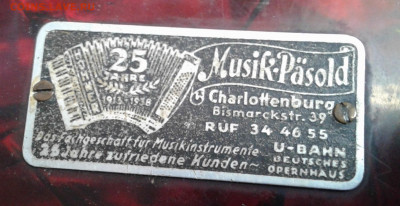 25
JAHRE
1913-1938
Musik-Päsold
Charlottenburg
Bismarckstr. 39
RUF 34 46 55
Das Fachgeschäft für Musikinstrumente
25 Jahre zufriedene Kunden
U-BAHN
DEUTSCHES
OPERNHAUS